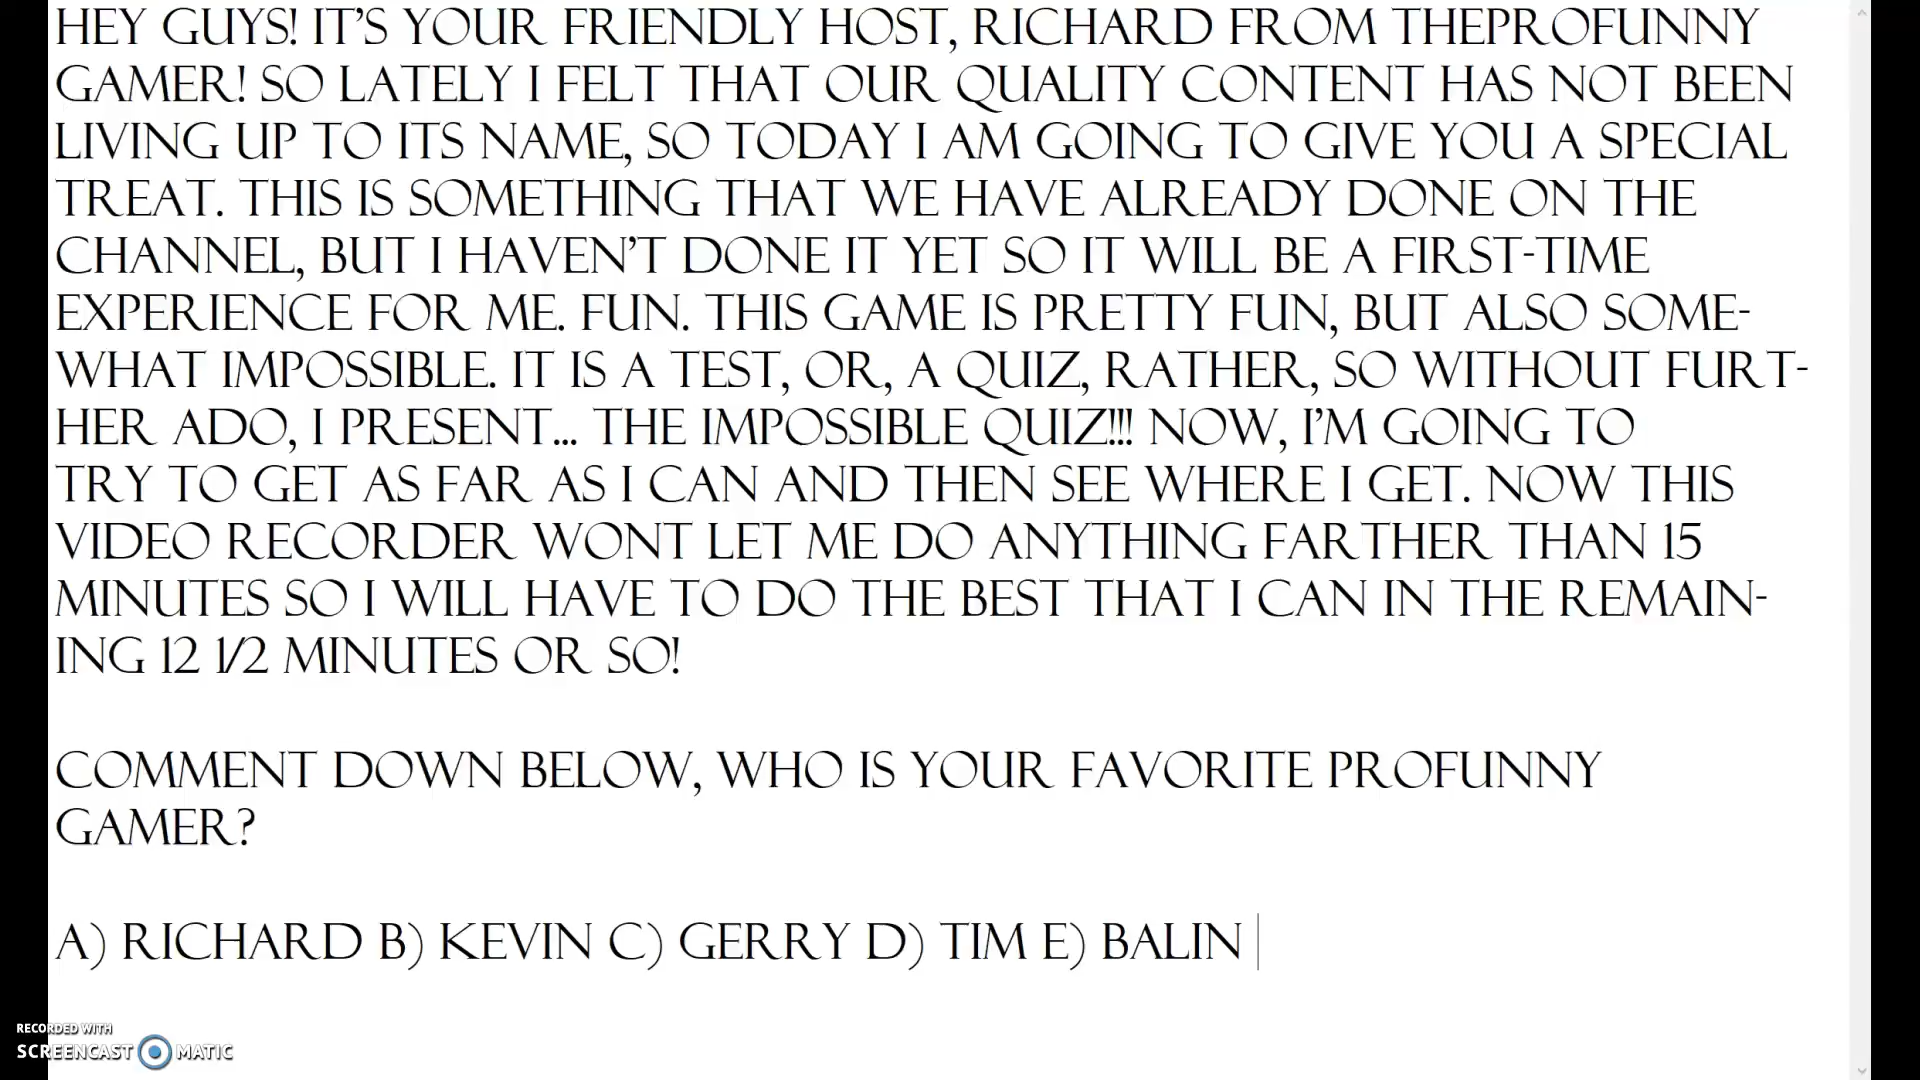 HEY GUYS! IT'S YOUR FRIENDLY HOST, RICHARD FROM THEPROFUNNY
GAMER! SO LATELY I FELT THAT OUR QUALITY CONTENT HAS NOT BEEN
LIVING UP TO ITS NAME, SO TODAY I AM GOING TO GIVE YOU A SPECIAL
TREAT. THIS IS SOMETHING THAT WE HAVE ALREADY DONE ON THE
CHANNEL, BUT I HAVEN'T DONE IT YET SO IT WILL BE A FIRST-TIME
EXPERIENCE FOR ME. FUN. THIS GAME IS PRETTY FUN, BUT ALSO SOME-
WHAT IMPOSSIBLE. IT IS A TEST, OR, A QUIZ, RATHER, SO WITHOUT FURT-
HER ADO, I PRESENT... THE IMPOSSIBLE QUIZ!!! NOW, I'M GOING TO
TRY TO GET AS FAR AS I CAN AND THEN SEE WHERE I GET. NOW THIS
VIDEO RECORDER WONT LET ME DO ANYTHING FARTHER THAN 15
MINUTES SO I WILL HAVE TO DO THE BEST THAT I CAN IN THE REMAIN-
ING 12 1/2 MINUTES OR SO!
COMMENT DOWN BELOW, WHO IS YOUR FAVORITE PROFUNNY
GAMER?
A) RICHARD B) KEVIN C) GERRY D) TIM E) BALIN
RECORDED WITH
SCREENCAST MATIC